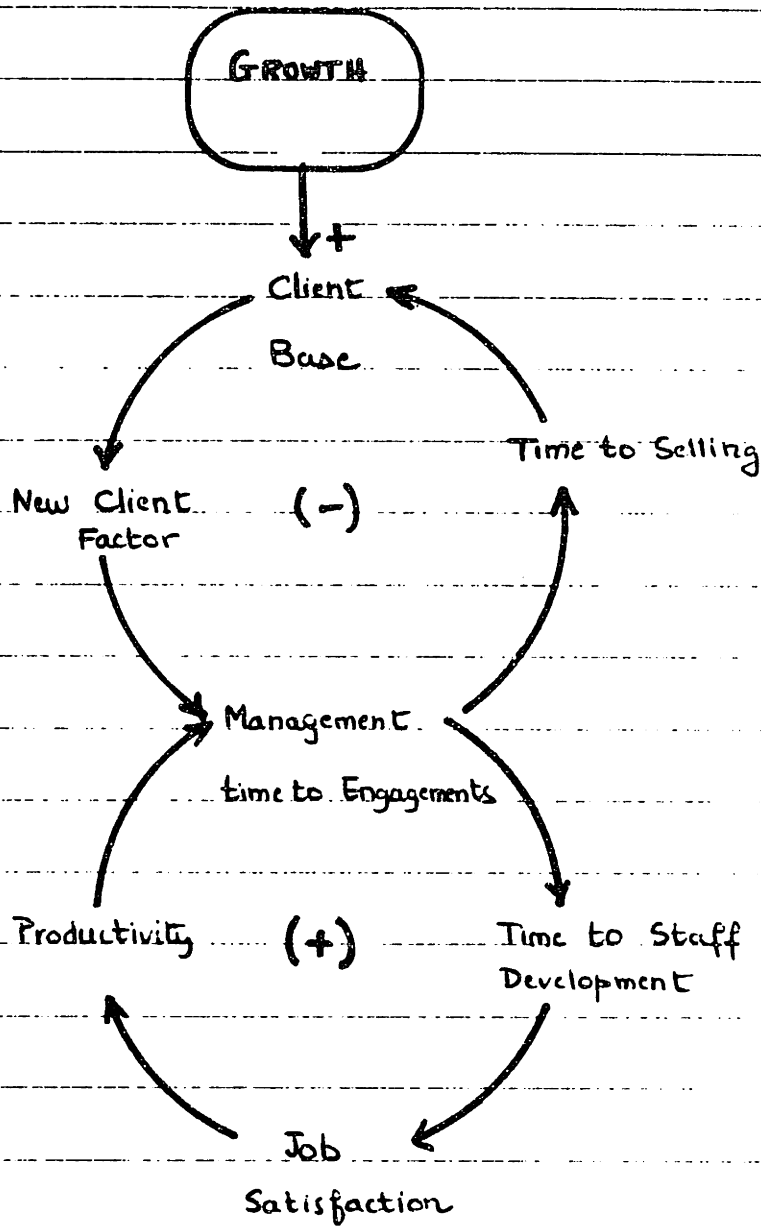 GROWTH
+
Client
Base
Time to Selling
New Client
Factor
(-)
Management
time to Engagements
Productivity
(+)
Time to Staff
Development
Job
Satisfaction